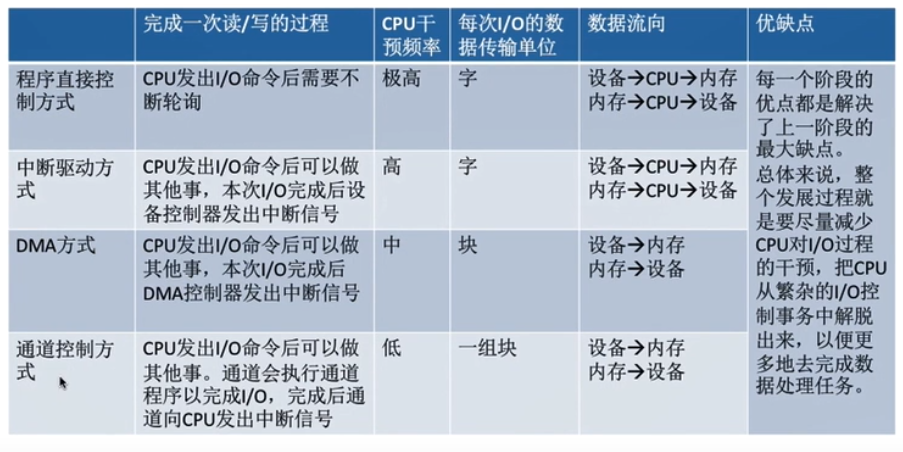 完成一次读/写的过程
CPU干
预频率
每次I/O的数
据传输单位
数据流向
优缺点
程序直接控
制方式
CPU发出I/O命令后需要不
断轮询
极高
字
设备→CPU→内存
内存→CPU→设备
每一个阶段的
优点都是解决
了上一阶段的
最大缺点。
总体来说，整
个发展过程就
是要尽量减少
CPU对I/O过程
的干预，把CPU
从繁杂的I/O控
制事务中解脱
出来，以便更
多地去完成数
据处理任务。
中断驱动方
式
CPU发出I/O命令后可以做
其他事，本次I/O完成后设
备控制器发出中断信号
高
字
设备→CPU→内存
内存→CPU→设备
DMA方式
CPU发出I/O命令后可以做
其他事，本次I/O完成后
DMA控制器发出中断信号
中
块
设备→内存
内存→设备
通道控制方
式
CPU发出I/O命令后可以做
其他事。通道会执行通道
程序以完成I/O，完成后通
道向CPU发出中断信号
低
一组块
设备→内存
内存→设备